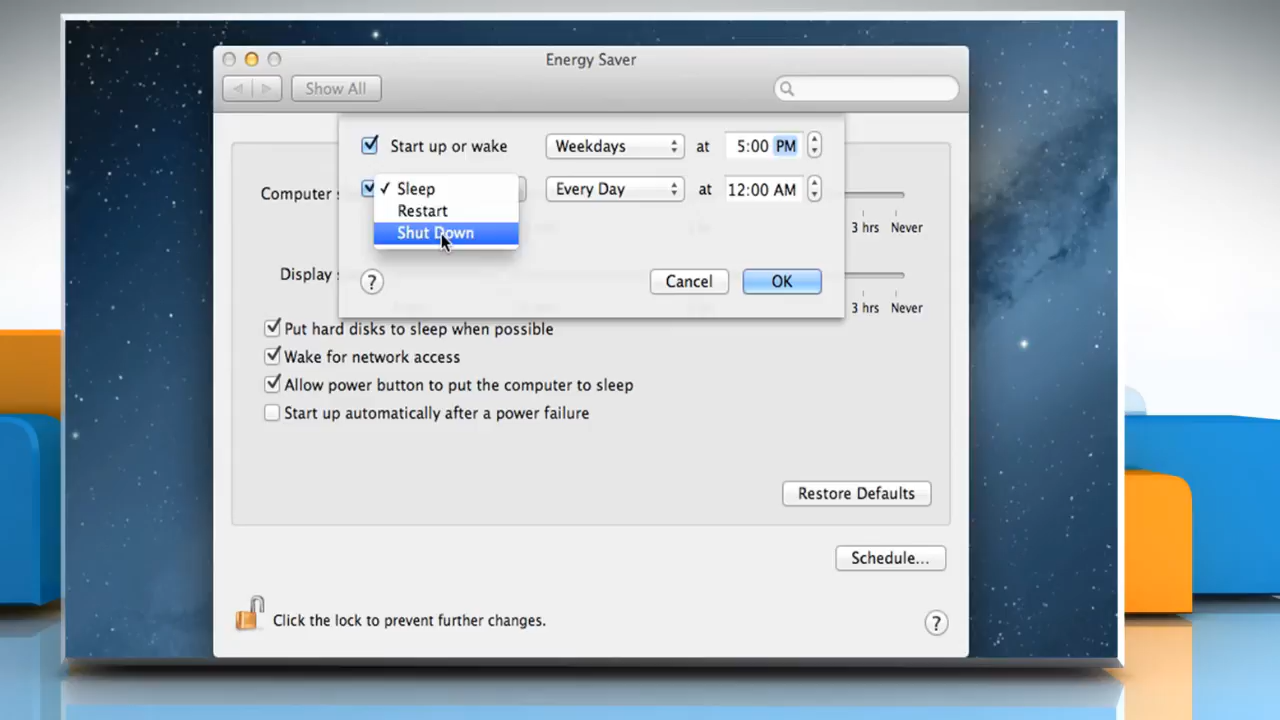 Energy Saver
Show All
Start up or wake Weekdays at 5:00 PM
Computer s
✓ Sleep Every Day at 12:00 AM
Restart
Shut Down
3 hrs Never
Display s
? Cancel OK
3 hrs Never
Put hard disks to sleep when possible
Wake for network access
Allow power button to put the computer to sleep
Start up automatically after a power failure
Restore Defaults
Schedule...
Click the lock to prevent further changes. ?